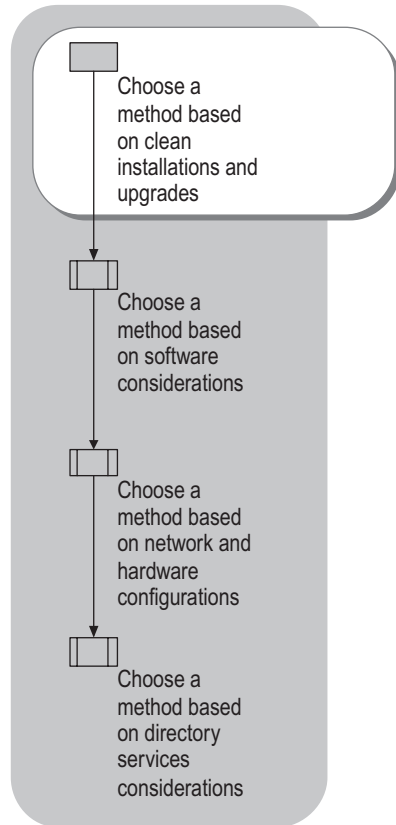 Choose a
method based
on clean
installations and
upgrades
Choose a
method based
on software
considerations
Choose a
method based
on network and
hardware
configurations
Choose a
method based
on directory
services
considerations